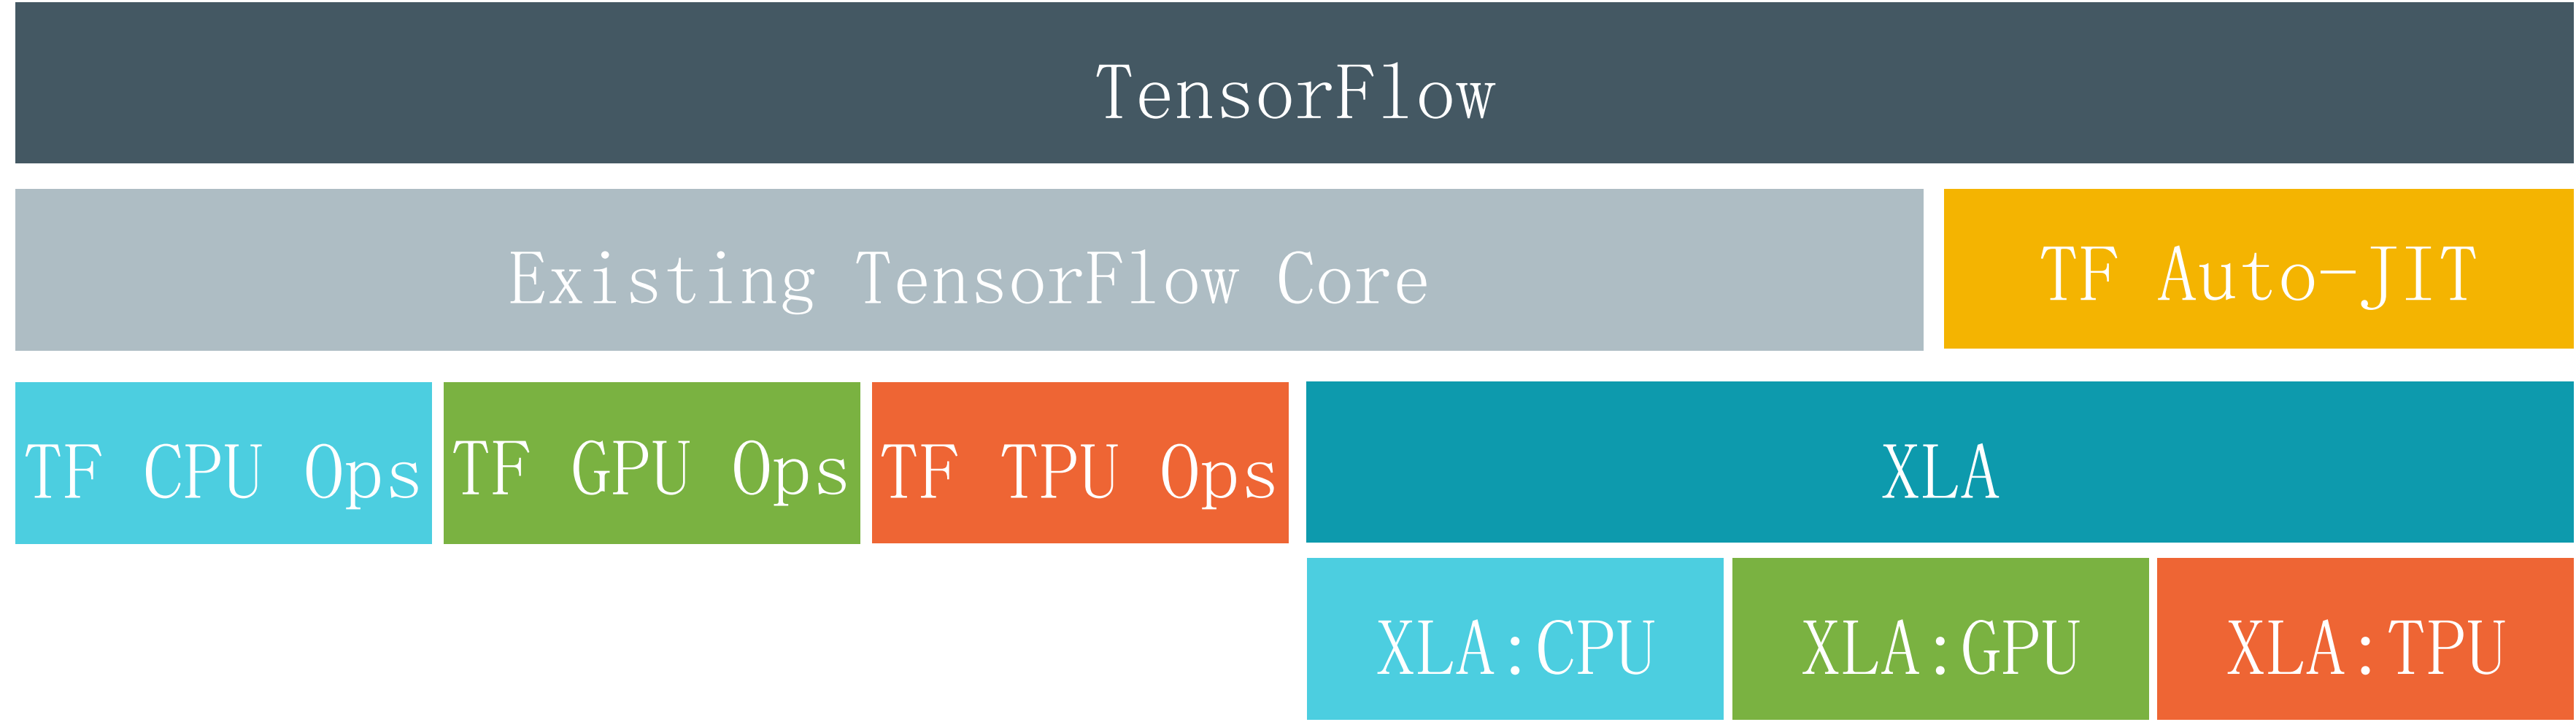 TensorFlow
Existing TensorFlow Core
TF Auto-JIT
TF CPU Ops
TF GPU Ops
TF TPU Ops
XLA
XLA:CPU
XLA:GPU
XLA:TPU